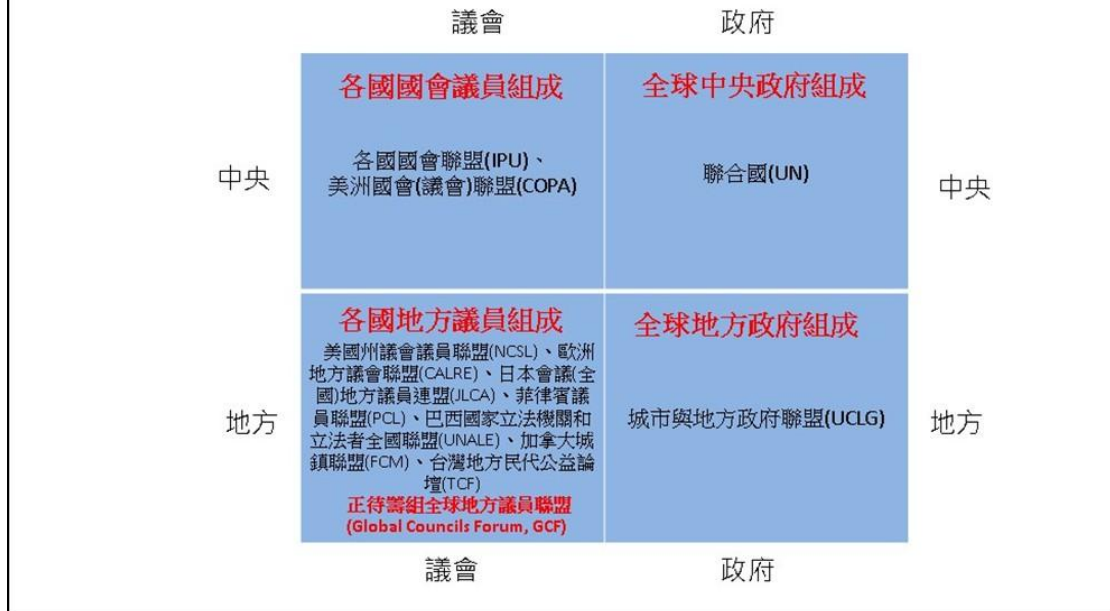 議會
政府
各國國會議員組成
全球中央政府組成
各國國會聯盟(IPU)、
美洲國會(議會)聯盟(COPA)
聯合國(UN)
中央
中央
各國地方議員組成
全球地方政府組成
美國州議會議員聯盟(NCSL)、歐洲
地方議會聯盟(CALRE)、日本會議(全
國)地方議員連盟(JLCA)、菲律賓議
員聯盟(PCL)、巴西國家立法機關和
立法者全國聯盟(UNALE)、加拿大城
鎮聯盟(FCM)、台灣地方民代公益論
壇(TCF)
正待籌組全球地方議員聯盟
(Global Councils Forum, GCF)
城市與地方政府聯盟(UCLG)
地方
地方
議會
政府